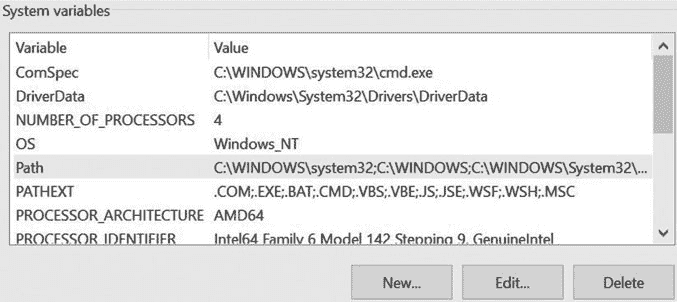 System variables
Variable Value
ComSpec C:\WINDOWS\system32\cmd.exe
DriverData C:\Windows\System32\Drivers\DriverData
NUMBER_OF_PROCESSORS 4
OS Windows_NT
Path C:\WINDOWS\system32;C:\WINDOWS;C:\WINDOWS\System32\...
PATHEXT .COM;.EXE;.BAT;.CMD;.VBS;.VBE;.JS;.JSE;.WSF;.WSH;.MSC
PROCESSOR_ARCHITECTURE AMD64
PROCESSOR_IDENTIFIER Intel64 Family 6 Model 142 Stepping 9, GenuineIntel
New... Edit... Delete